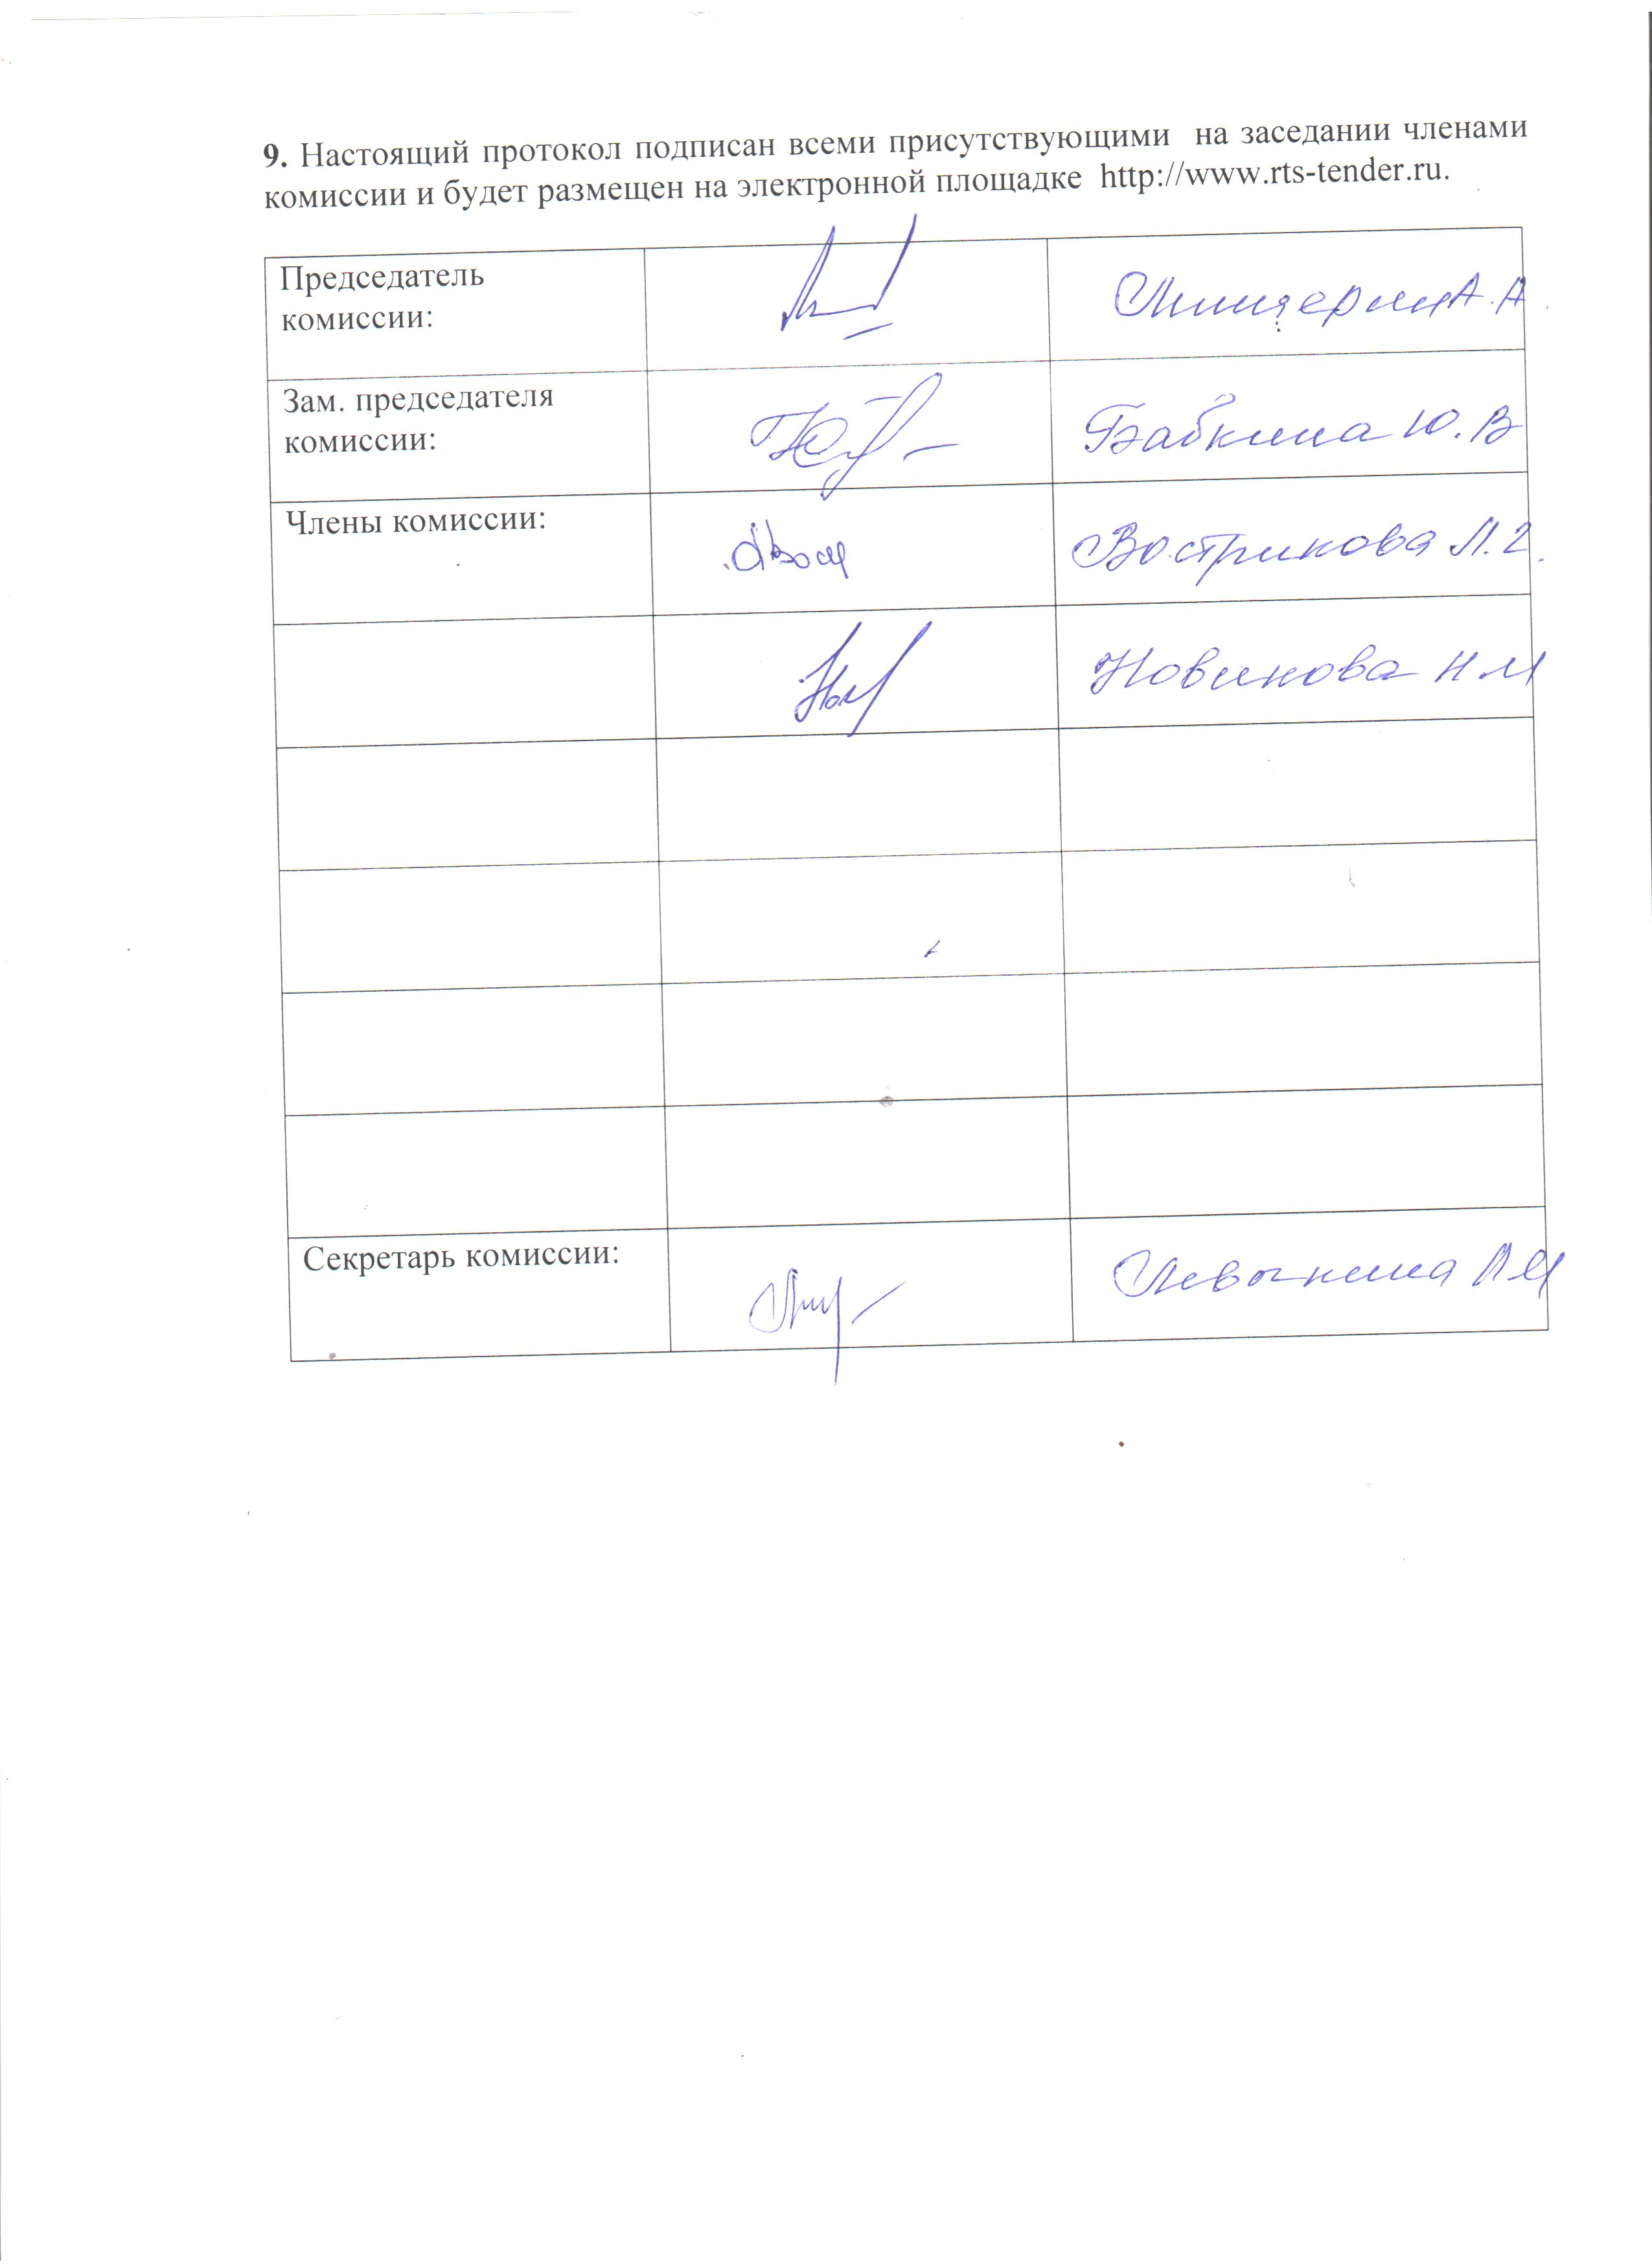 9. Настоящий протокол подписан всеми присутствующими на заседании членами
комиссии и будет размещен на электронной площадке http://www.rts-tender.ru.
Председатель
комиссии:
А.А
Зам. председателя
комиссии:
Бабкина Ю.В
Члены комиссии:
Вострикова Л.Г.
Новикова Н М
Секретарь комиссии:
Левыкина Л И